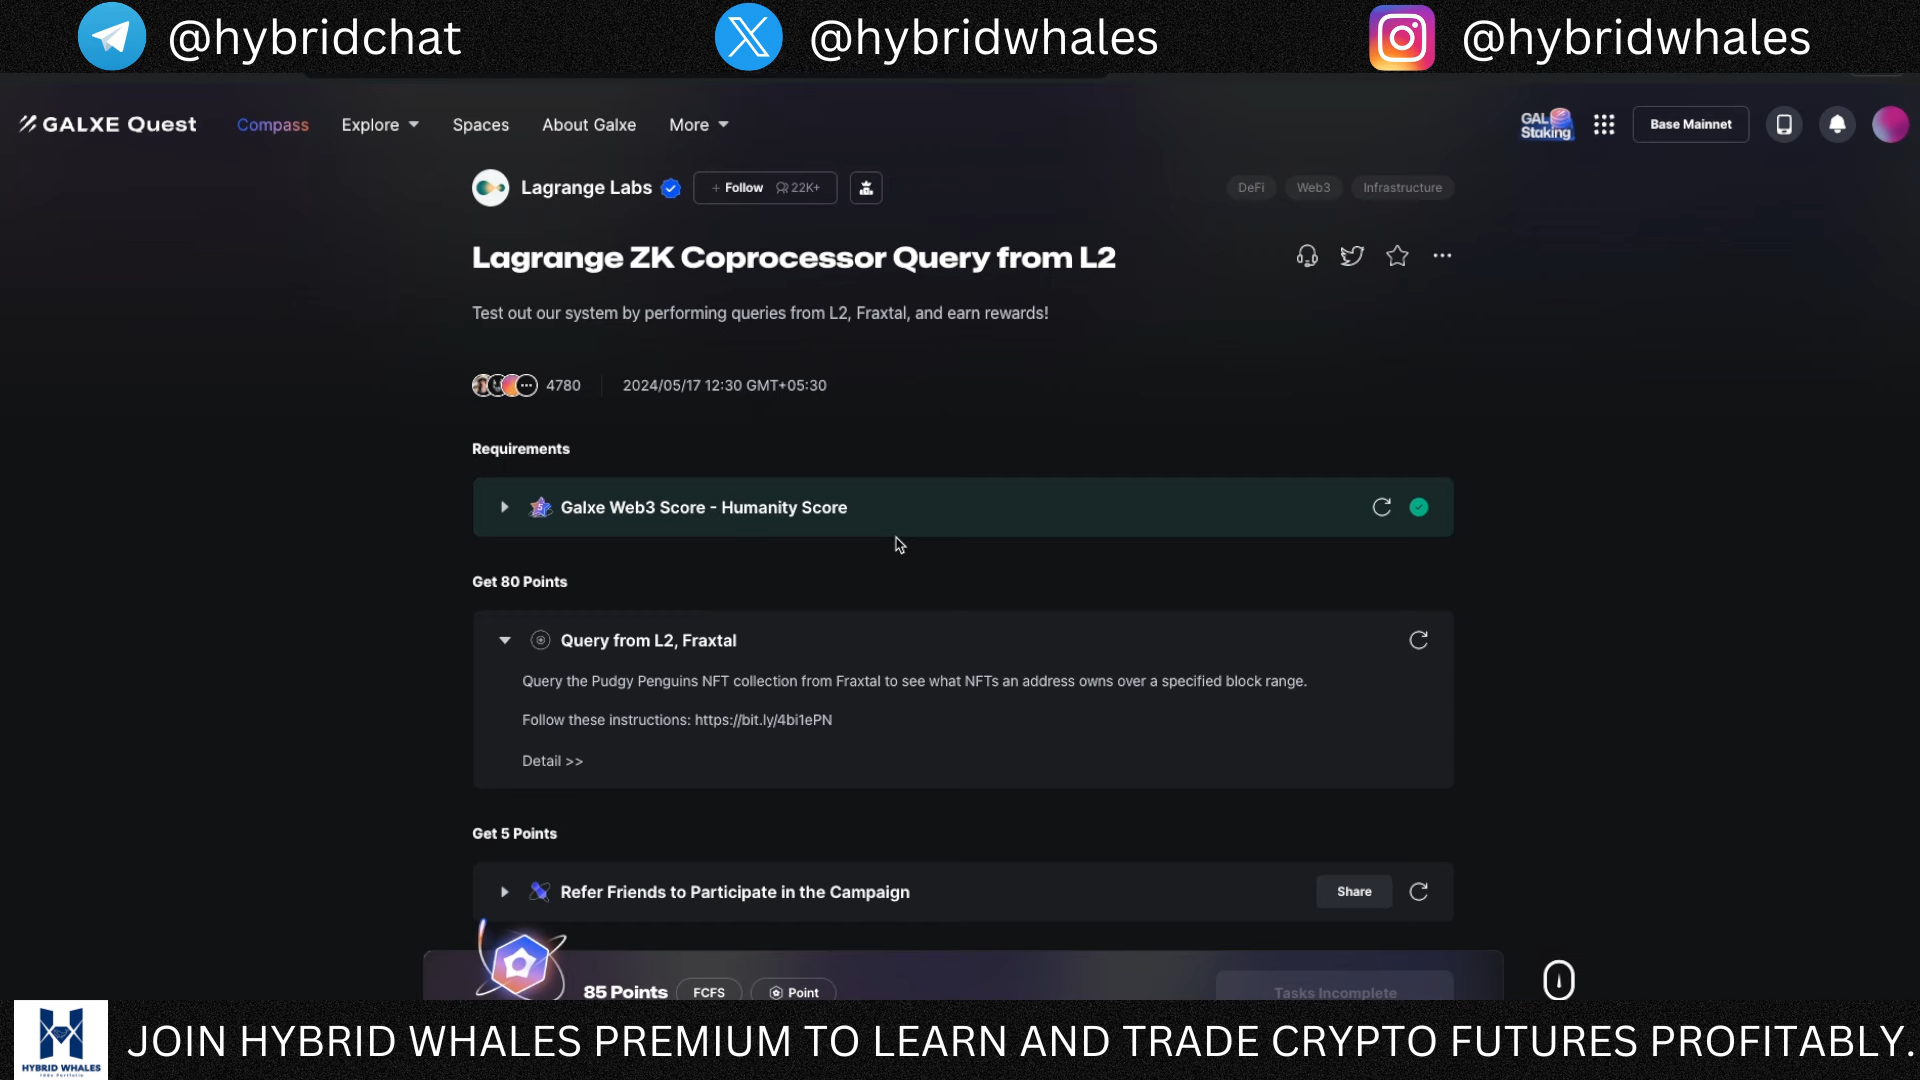 @hybridchat @hybridwhales @hybridwhales
GALXE Quest Compass Explore Spaces About Galxe More GAL Staking Base Mainnet
Lagrange Labs + Follow 22K+ DeFi Web3 Infrastructure
Lagrange ZK Coprocessor Query from L2
Test out our system by performing queries from L2, Fraxtal, and earn rewards!
4780 2024/05/17 12:30 GMT+05:30
Requirements
Galxe Web3 Score - Humanity Score
Get 80 Points
Query from L2, Fraxtal
Query the Pudgy Penguins NFT collection from Fraxtal to see what NFTs an address owns over a specified block range.
Follow these instructions: https://bit.ly/4bi1ePN
Detail >>
Get 5 Points
Refer Friends to Participate in the Campaign Share
85 Points FCFS Point Tasks Incomplete
HYBRID WHALES
JOIN HYBRID WHALES PREMIUM TO LEARN AND TRADE CRYPTO FUTURES PROFITABLY.